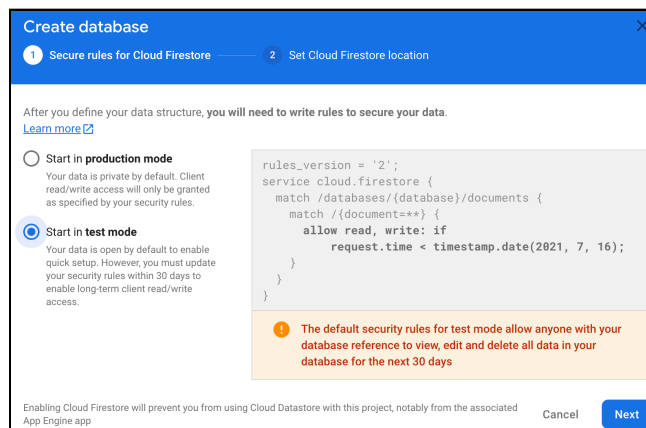 Create database
1 Secure rules for Cloud Firestore 2 Set Cloud Firestore location
After you define your data structure, you will need to write rules to secure your data.
Learn more
Start in production mode
Your data is private by default. Client
read/write access will only be granted
as specified by your security rules.
Start in test mode
Your data is open by default to enable
quick setup. However, you must update
your security rules within 30 days to
enable long-term client read/write
access.
rules_version = '2';
service cloud.firestore {
match /databases/{database}/documents {
match /{document=**} {
allow read, write: if
request.time < timestamp.date(2021, 7, 16);
}
}
}
! The default security rules for test mode allow anyone with your
database reference to view, edit and delete all data in your
database for the next 30 days
Enabling Cloud Firestore will prevent you from using Cloud Datastore with this project, notably from the associated
App Engine app
Cancel Next